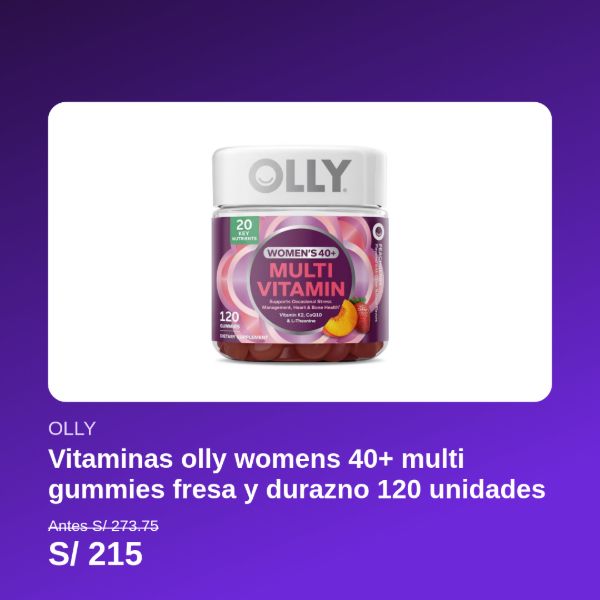 OLLY
20
KEY
NUTRIENTS
WOMEN'S 40+
MULTI
VITAMIN
Supports Occasional Stress
Management, Heart & Bone Health
Vitamin K2, CoQ10
& L-Theanine
120
GUMMIES
DIETARY SUPPLEMENT
OLLY
Vitaminas olly womens 40+ multi
gummies fresa y durazno 120 unidades
Antes S/ 273.75
S/ 215